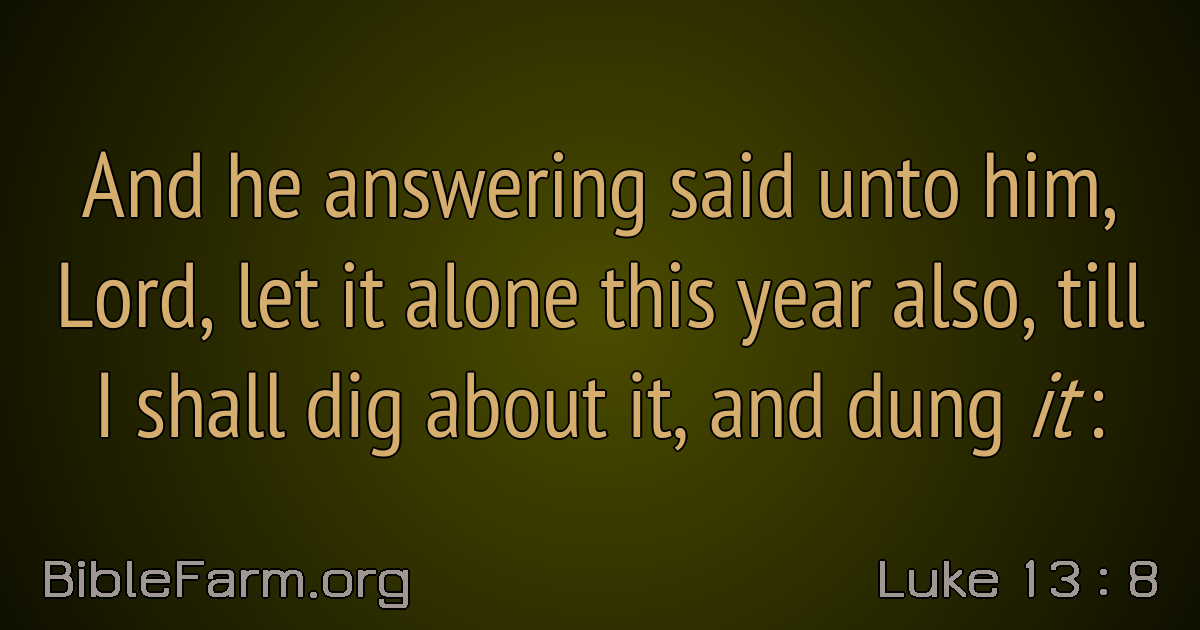 And he answering said unto him,
Lord, let it alone this year also, till
I shall dig about it, and dung it:
BibleFarm.org
Luke 13 : 8